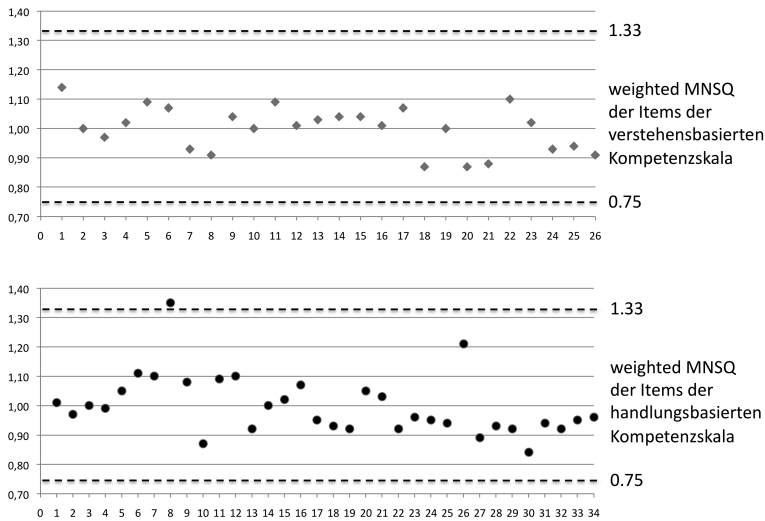 1,40
1.33
1,30
1,20
weighted MNSQ
1,10
der Items der
1,00
verstehensbasierten
0,90
Kompetenzskala
0,80
0.75
0,70
0 1 2 3 4 5 6 7 8 9 10 11 12 13 14 15 16 17 18 19 20 21 22 23 24 25 26
1,40
1.33
1,30
1,20
weighted MNSQ
1,10
der Items der
1,00
handlungsbasierten
0,90
Kompetenzskala
0,80
0.75
0,70
0 1 2 3 4 5 6 7 8 9 10 11 12 13 14 15 16 17 18 19 20 21 22 23 24 25 26 27 28 29 30 31 32 33 34